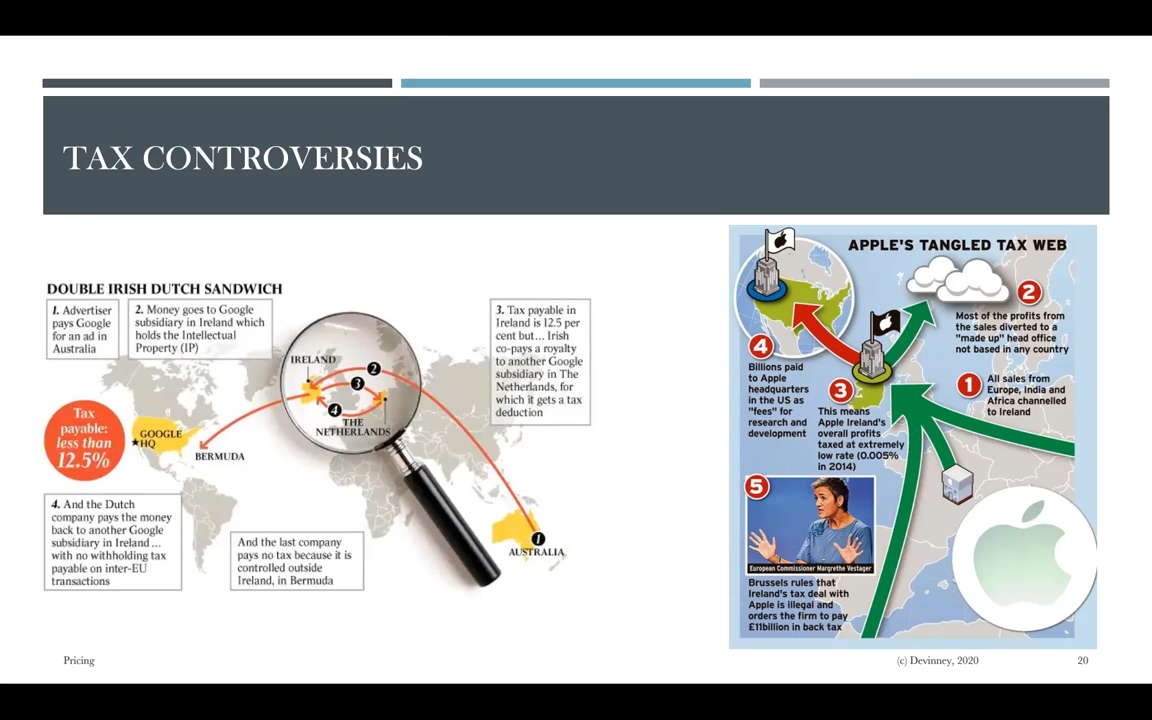 TAX CONTROVERSIES
DOUBLE IRISH DUTCH SANDWICH
1. Advertiser
pays Google
for an ad in
Australia
2. Money goes to Google
subsidiary in Ireland which
holds the Intellectual
Property (IP)
3. Tax payable in
Ireland is 12.5 per
cent but... Irish
co-pays a royalty
to another Google
subsidiary in The
Netherlands, for
which it gets a tax
deduction
IRELAND
2
3
4
THE
NETHERLANDS
Tax
payable:
less than
12.5%
GOOGLE
HQ
BERMUDA
1
AUSTRALIA
4. And the Dutch
company pays the money
back to another Google
subsidiary in Ireland ...
with no withholding tax
payable on inter-EU
transactions
And the last company
pays no tax because it is
controlled outside
Ireland, in Bermuda
APPLE'S TANGLED TAX WEB
2
Most of the profits from
the sales diverted to a
"made up" head office
not based in any country
4
Billions paid
to Apple
headquarters
in the US as
"fees" for
research and
development
3
This means
Apple Ireland's
overall profits
taxed at extremely
low rate (0.005%
in 2014)
1
All sales from
Europe, India and
Africa channelled
to Ireland
5
European Commissioner Margrethe Vestager
Brussels rules that
Ireland's tax deal with
Apple is illegal and
orders the firm to pay
£11billion in back tax
Pricing
(c) Devinney, 2020
20